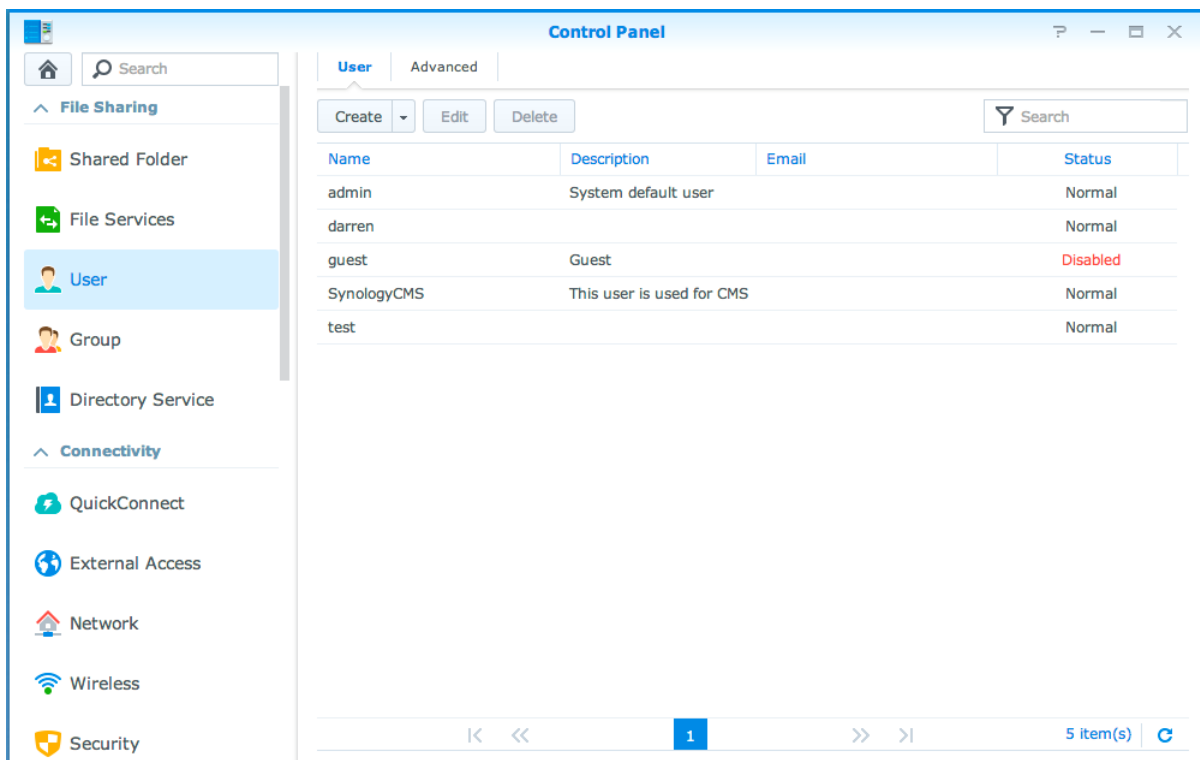 Control Panel
Search
File Sharing
Shared Folder
File Services
User
Group
Directory Service
Connectivity
QuickConnect
External Access
Network
Wireless
Security
User Advanced
Create Edit Delete Search
Name Description Email Status
admin System default user Normal
darren Normal
guest Guest Disabled
SynologyCMS This user is used for CMS Normal
test Normal
1 5 item(s)